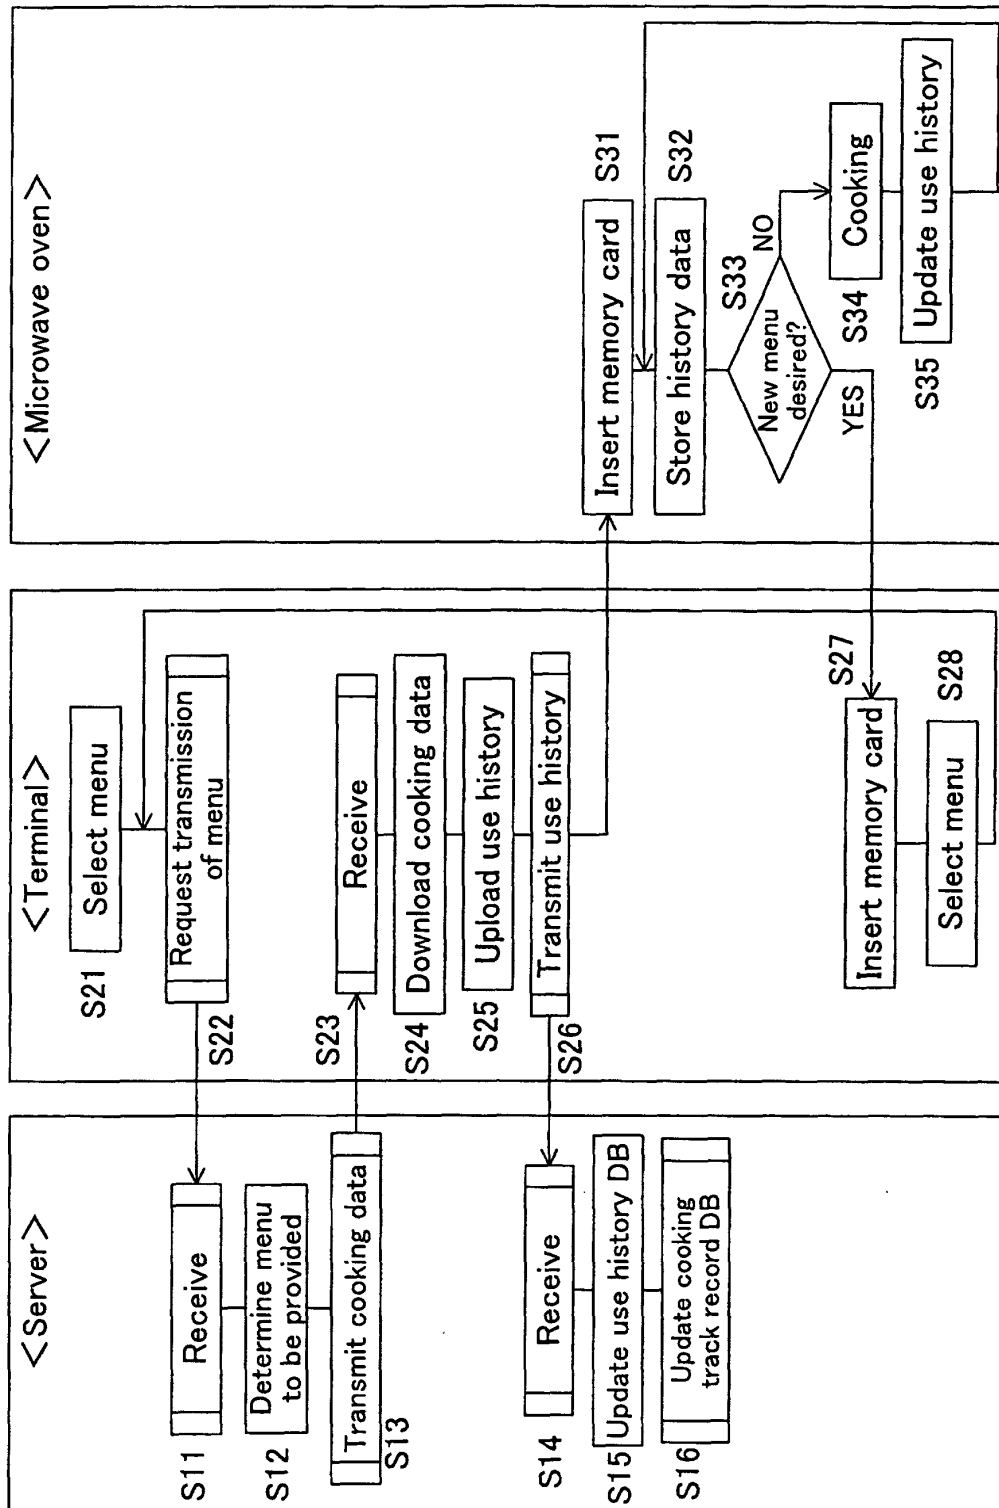 <Server>
S11
Receive
S12
Determine menu
to be provided
Transmit cooking data
S13
S14
Receive
S15
Update use history DB
S16
Update cooking
track record DB
<Terminal>
S21
Select menu
Request transmission
of menu
S22
S23
Receive
S24
Download cooking data
S25
Upload use history
S26
Transmit use history
S27
Insert memory card
S28
Select menu
<Microwave oven>
Insert memory card
S31
Store history data
S32
S33
New menu
desired?
NO
YES
S34
Cooking
S35
Update use history